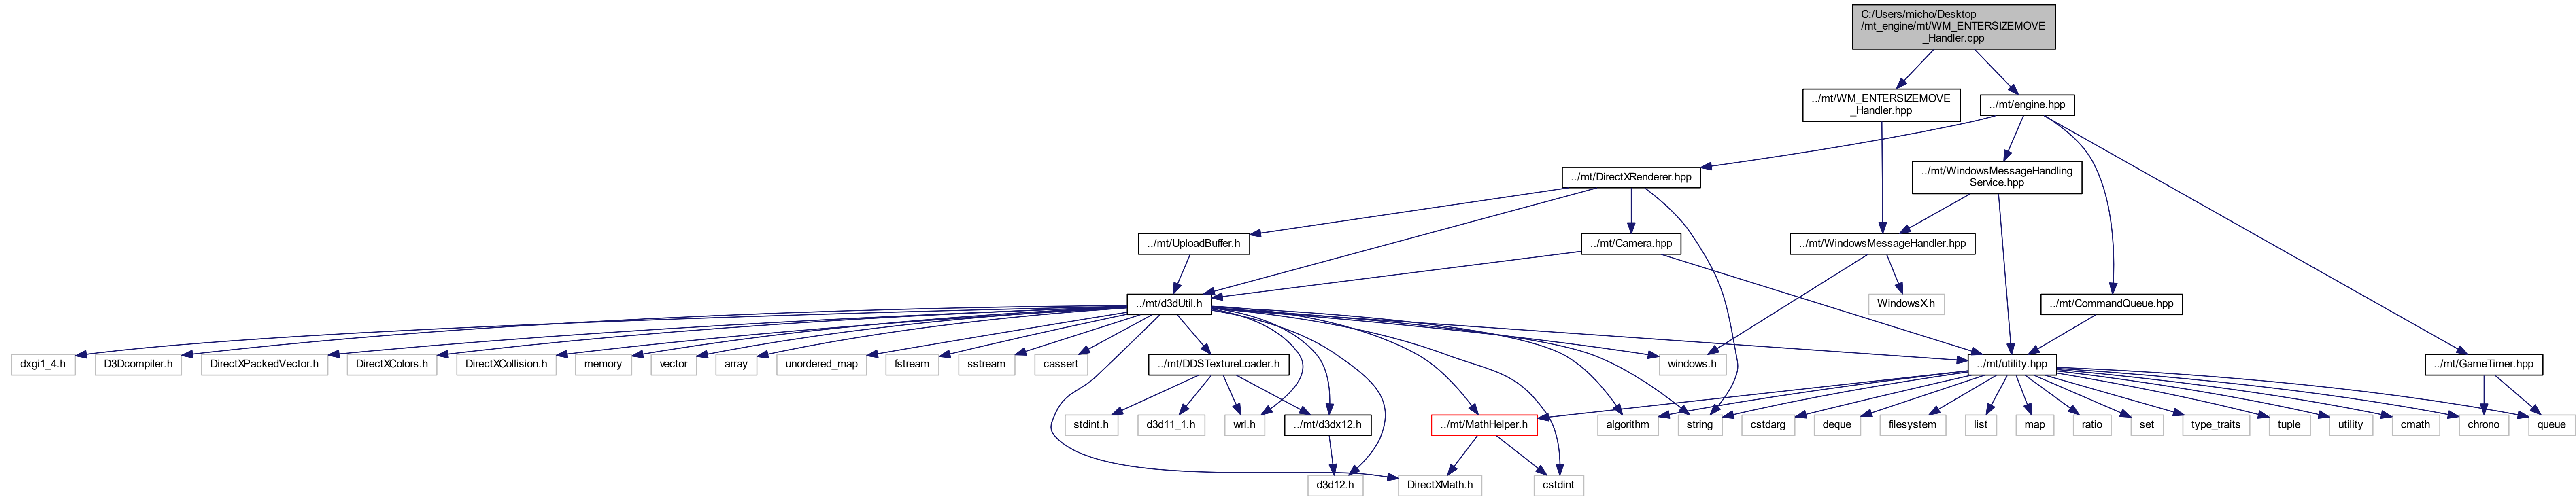 C:/Users/micho/Desktop
/mt_engine/mt/WM_ENTERSIZEMOVE
_Handler.cpp
../mt/WM_ENTERSIZEMOVE
_Handler.hpp
../mt/engine.hpp
../mt/DirectXRenderer.hpp
../mt/WindowsMessageHandling
Service.hpp
../mt/UploadBuffer.h
../mt/Camera.hpp
../mt/WindowsMessageHandler.hpp
../mt/d3dUtil.h
WindowsX.h
../mt/CommandQueue.hpp
dxgi1_4.h
D3Dcompiler.h
DirectXPackedVector.h
DirectXColors.h
DirectXCollision.h
memory
vector
array
unordered_map
fstream
sstream
cassert
../mt/DDSTextureLoader.h
windows.h
../mt/utility.hpp
../mt/GameTimer.hpp
stdint.h
d3d11_1.h
wrl.h
../mt/d3dx12.h
../mt/MathHelper.h
algorithm
string
cstdarg
deque
filesystem
list
map
ratio
set
type_traits
tuple
utility
cmath
chrono
queue
d3d12.h
DirectXMath.h
cstdint